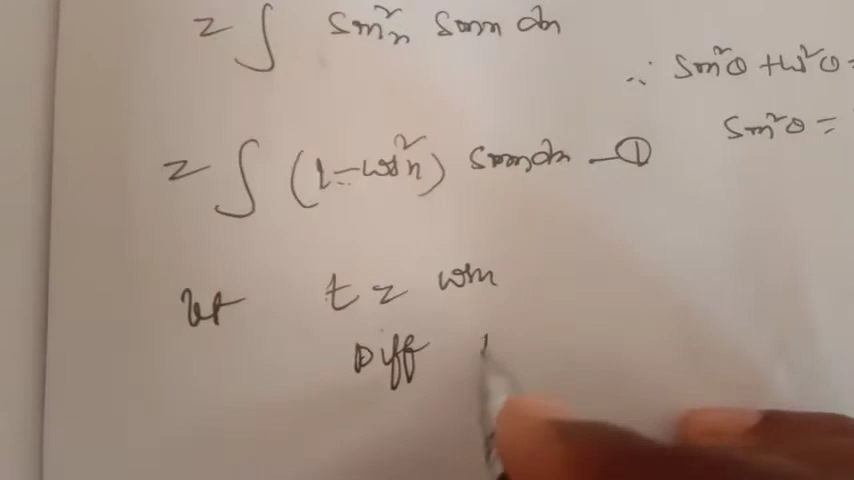 = ∫ sin²x sinx dx
∵ sin²θ + cos²θ =
sin²θ =
= ∫ (1-cos²x) sinx dx —①
let t = cosx
Diff